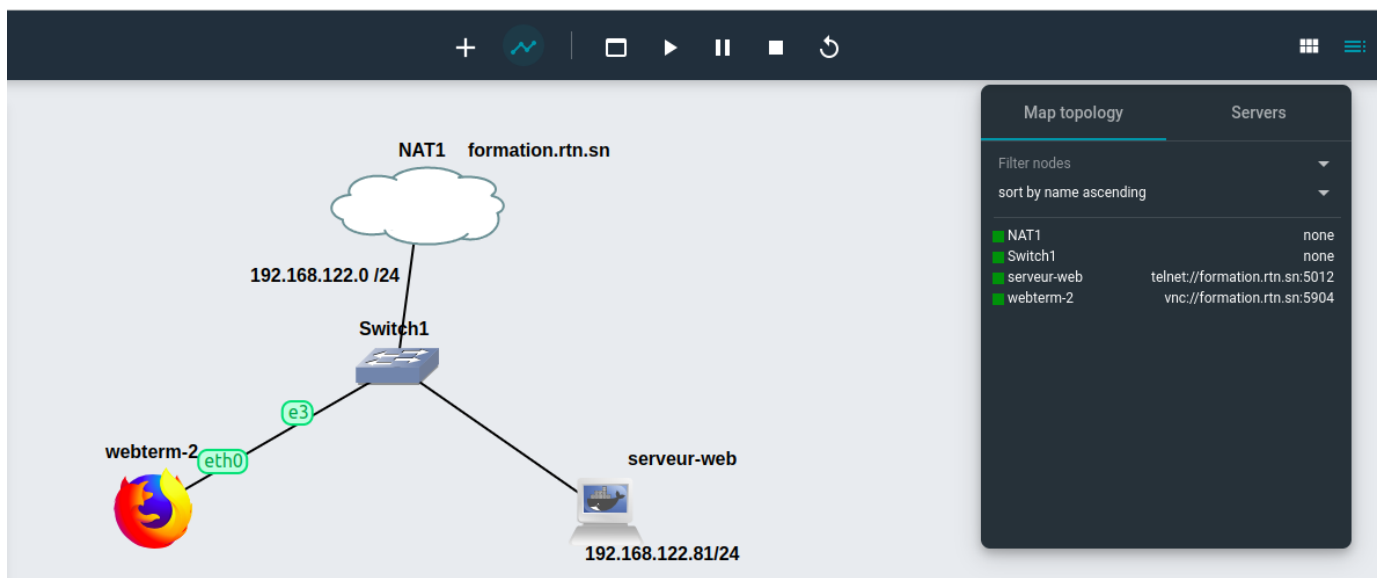 Map topology Servers
Filter nodes
sort by name ascending
NAT1 none
Switch1 none
serveur-web telnet://formation.rtn.sn:5012
webterm-2 vnc://formation.rtn.sn:5904
NAT1 formation.rtn.sn
192.168.122.0 /24
Switch1
e3
webterm-2
eth0
serveur-web
192.168.122.81/24